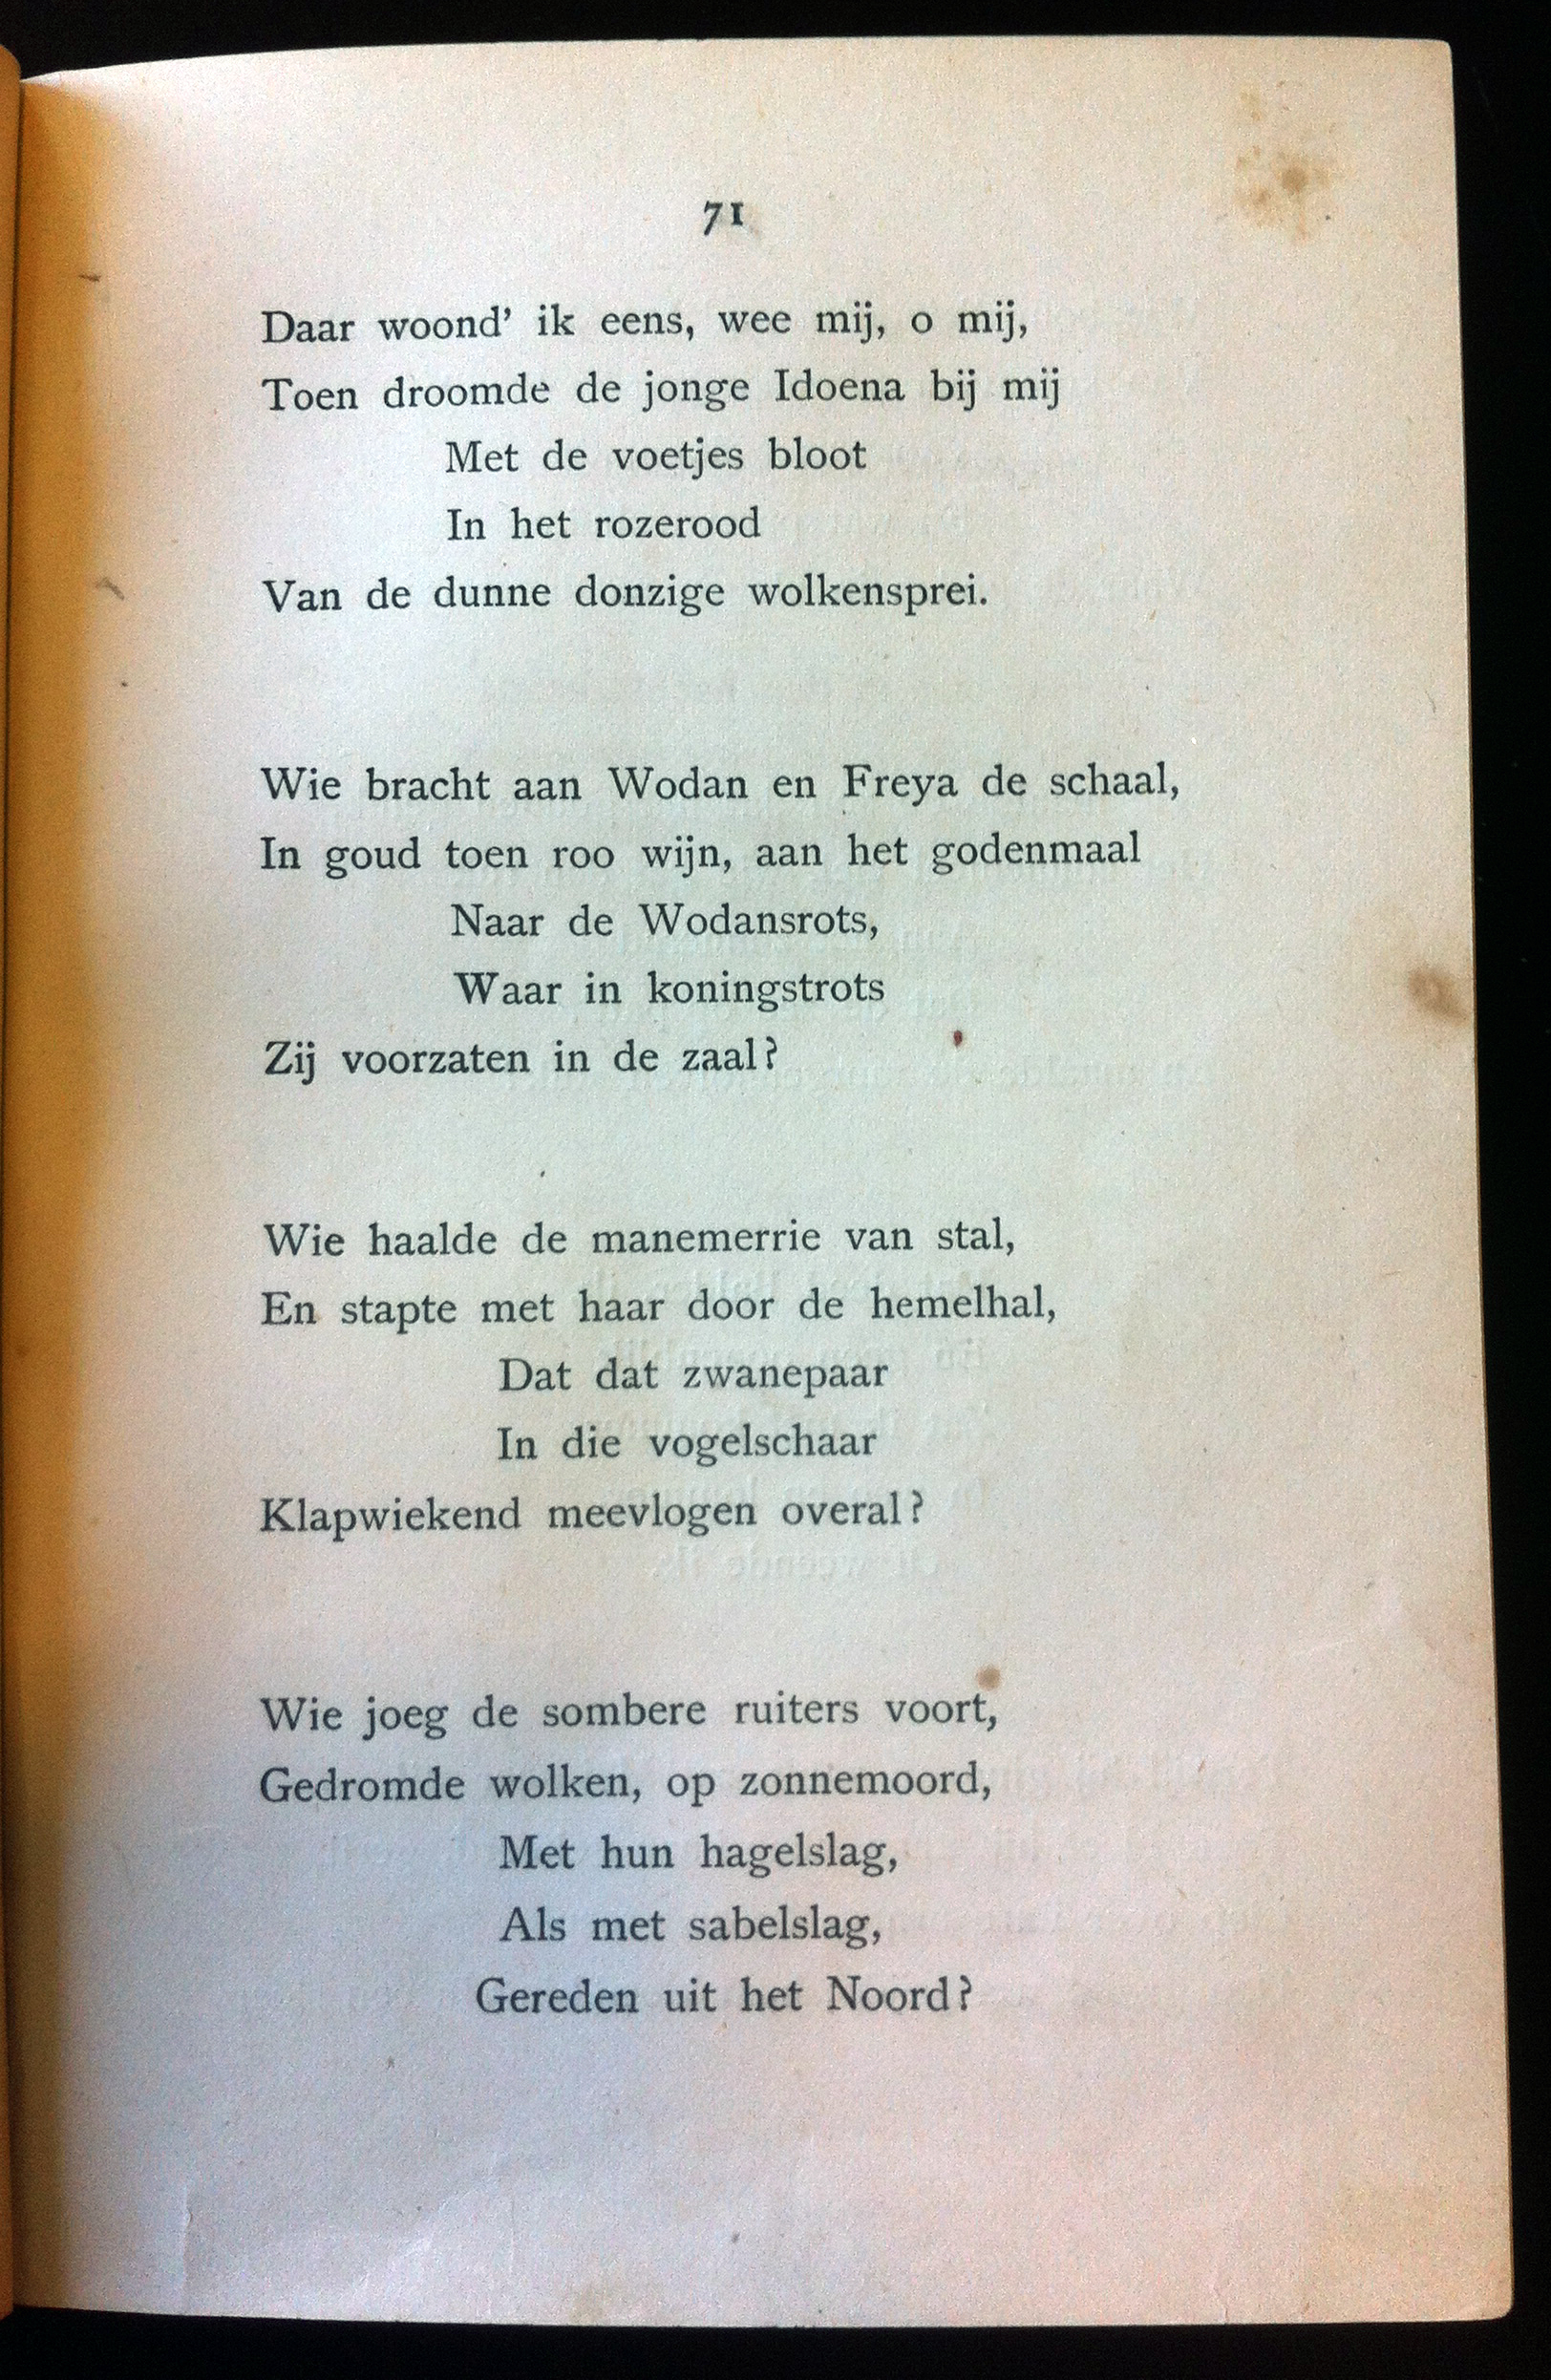 71
Daar woond' ik eens, wee mij, o mij,
Toen droomde de jonge Idoena bij mij
Met de voetjes bloot
In het rozerood
Van de dunne donzige wolkensprei.
Wie bracht aan Wodan en Freya de schaal,
In goud toen roo wijn, aan het godenmaal
Naar de Wodansrots,
Waar in koningstrots
Zij voorzaten in de zaal?
Wie haalde de manemerrie van stal,
En stapte met haar door de hemelhal,
Dat dat zwanepaar
In die vogelschaar
Klapwiekend meevlogen overal?
Wie joeg de sombere ruiters voort,
Gedromde wolken, op zonnemoord,
Met hun hagelslag,
Als met sabelslag,
Gereden uit het Noord?